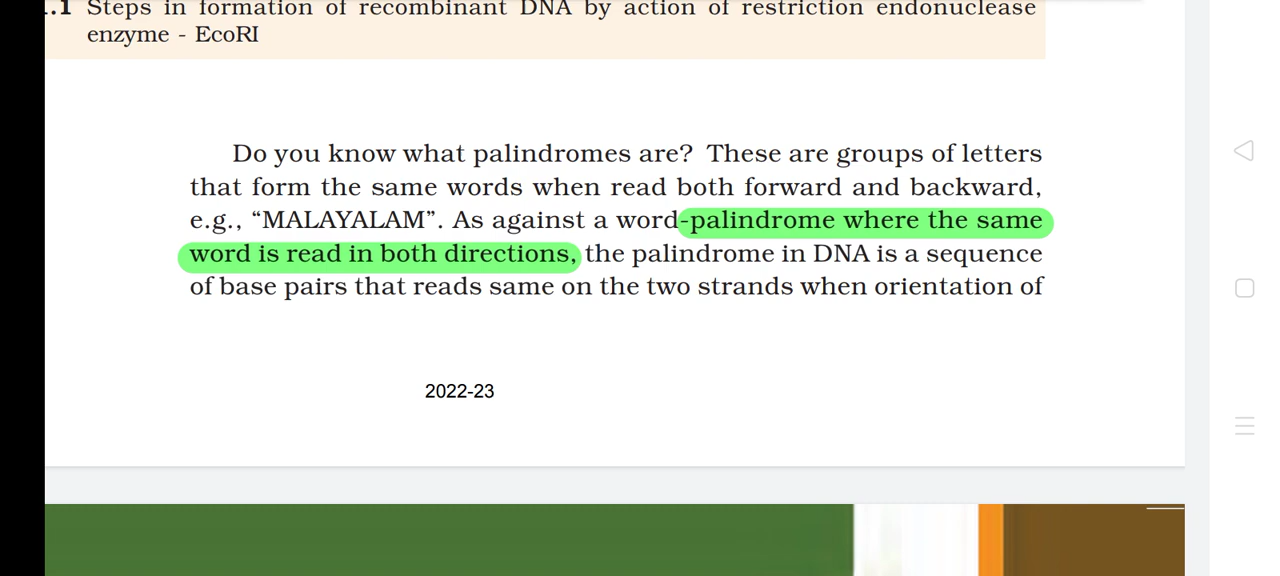 .1 Steps in formation of recombinant DNA by action of restriction endonuclease
enzyme - EcoRI
Do you know what palindromes are? These are groups of letters
that form the same words when read both forward and backward,
e.g., “MALAYALAM”. As against a word-palindrome where the same
word is read in both directions, the palindrome in DNA is a sequence
of base pairs that reads same on the two strands when orientation of
2022-23